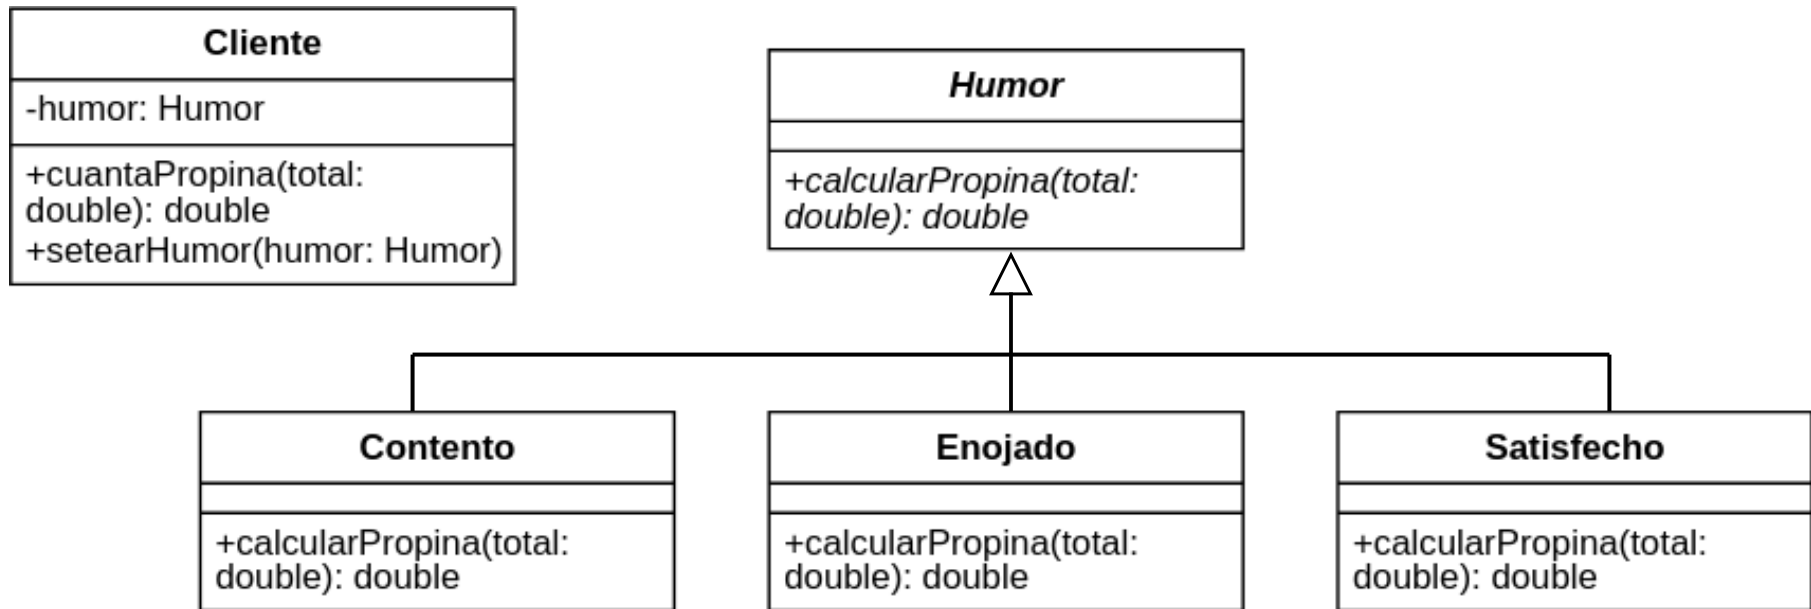 Cliente
-humor: Humor
+cuantaPropina(total:
double): double
+setearHumor(humor: Humor)
Humor
+calcularPropina(total:
double): double
Contento
+calcularPropina(total:
double): double
Enojado
+calcularPropina(total:
double): double
Satisfecho
+calcularPropina(total:
double): double